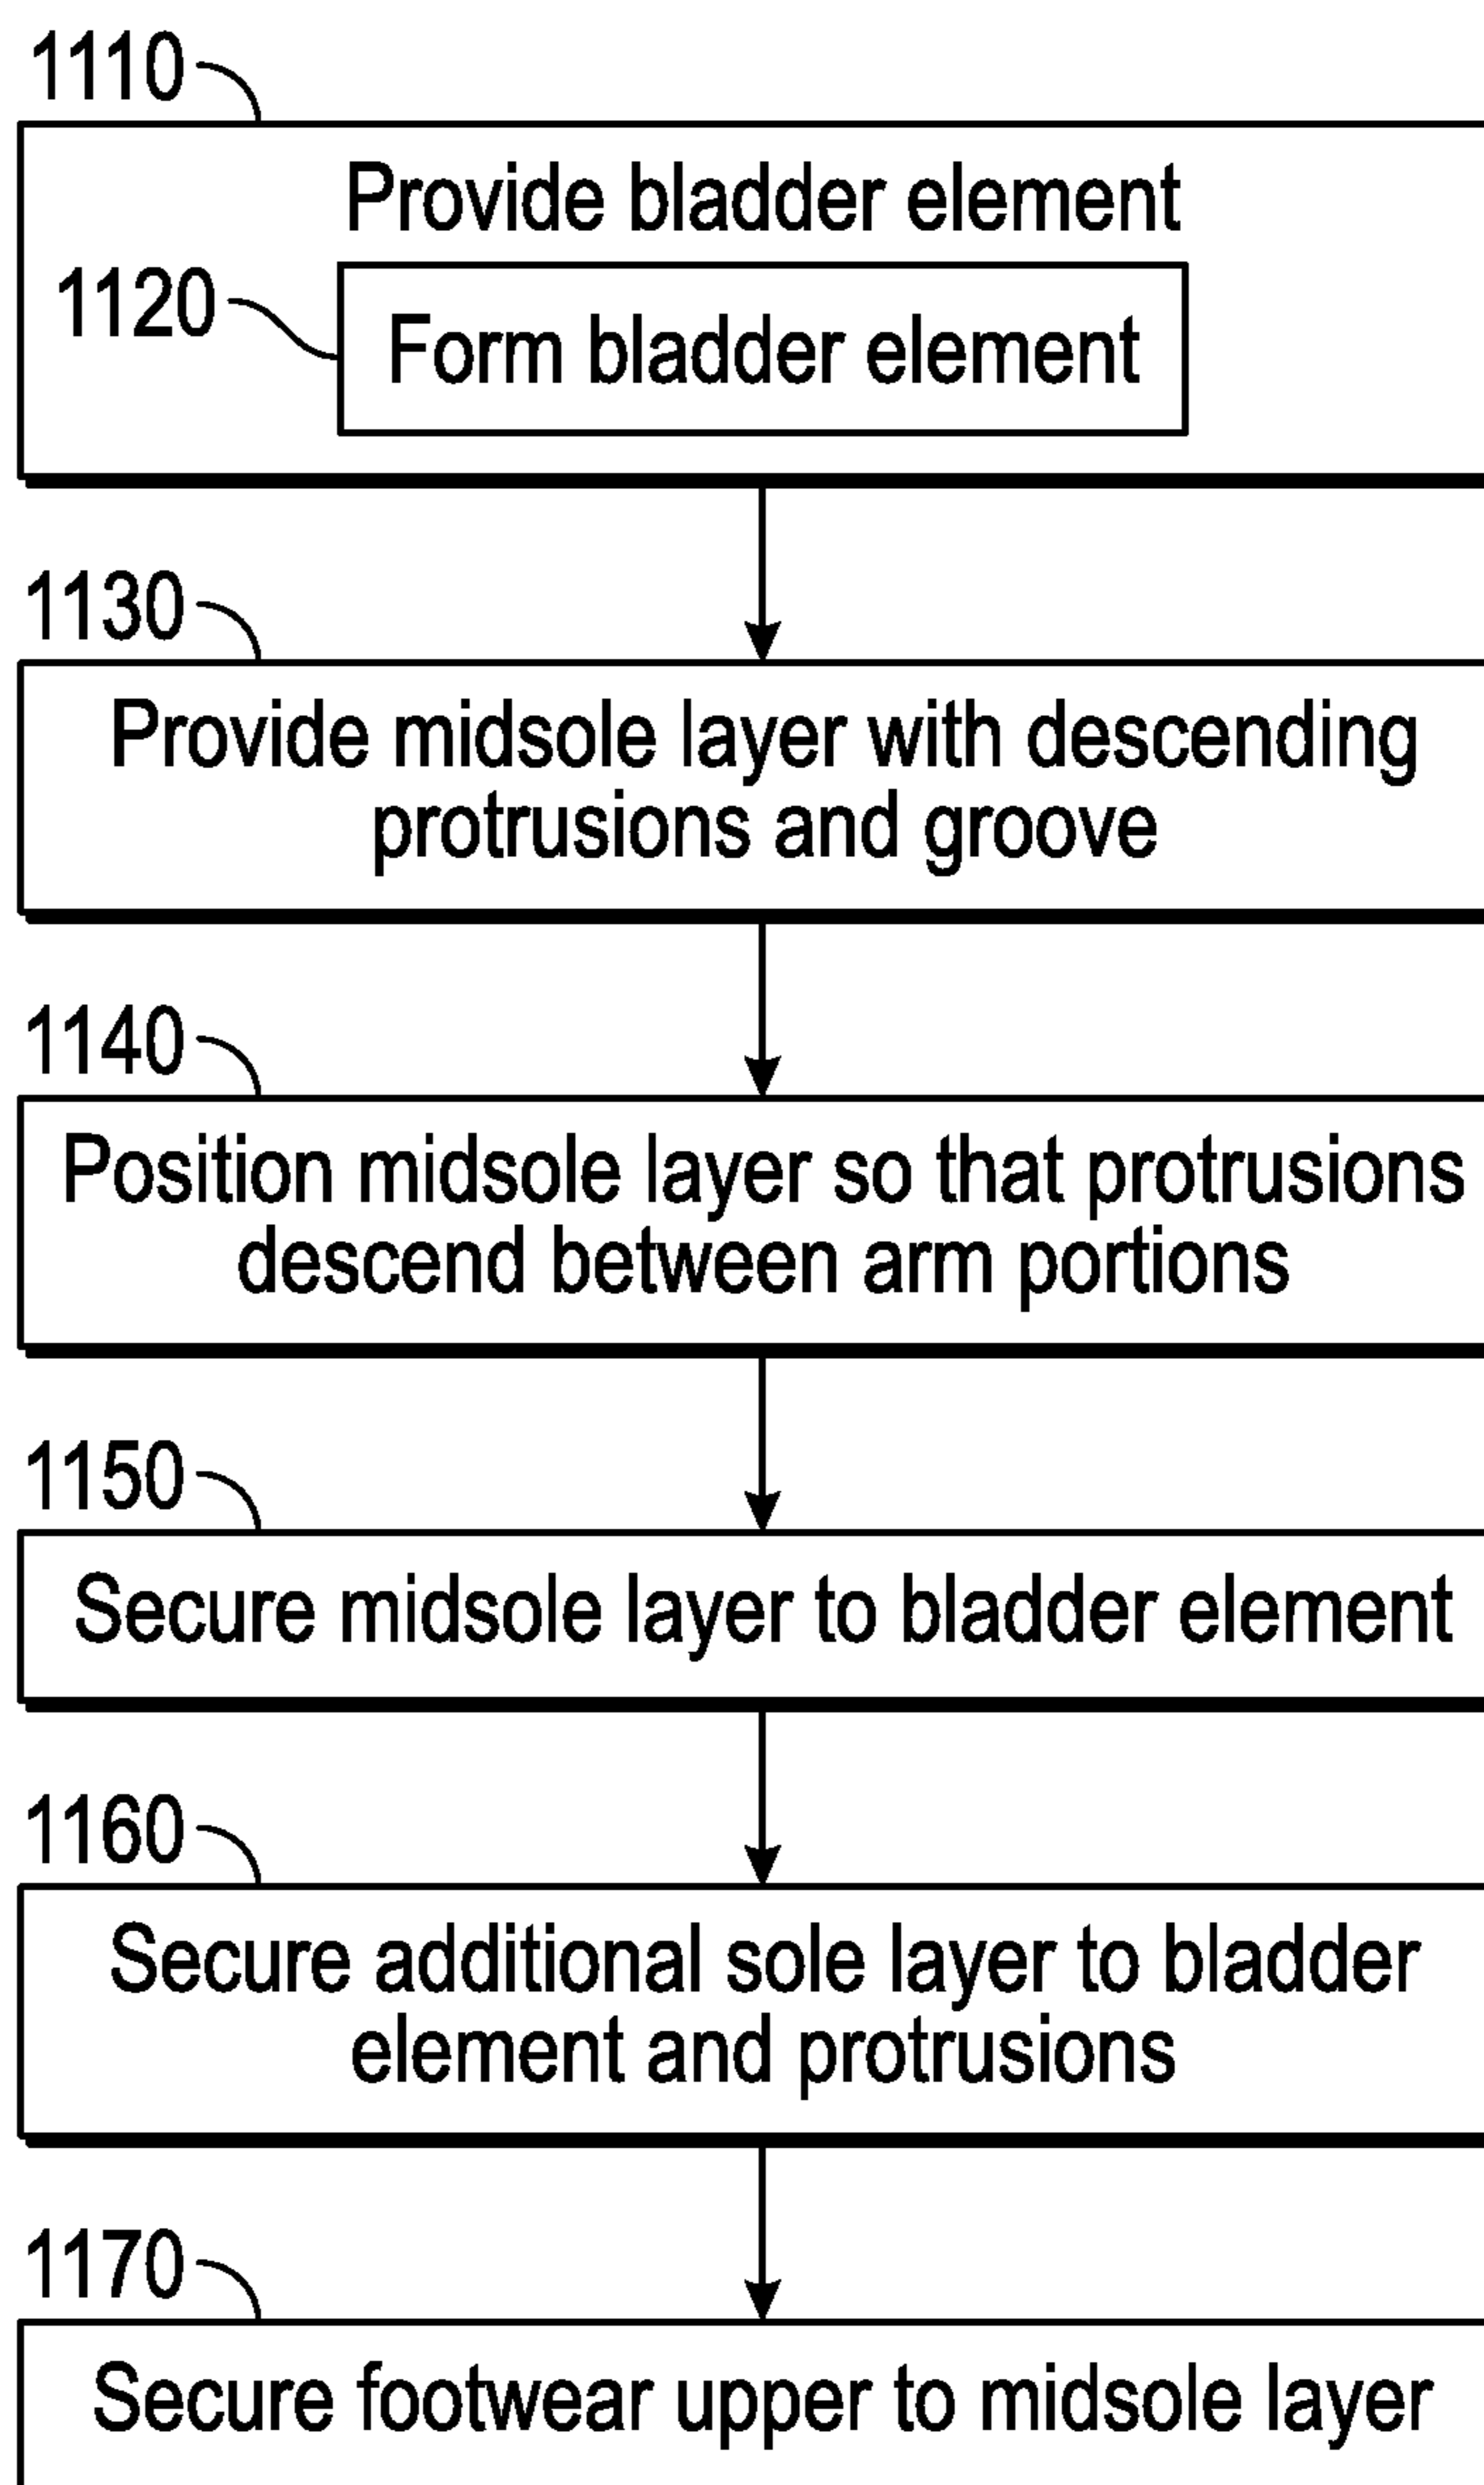 1110
Provide bladder element
1120
Form bladder element
1130
Provide midsole layer with descending
protrusions and groove
1140
Position midsole layer so that protrusions
descend between arm portions
1150
Secure midsole layer to bladder element
1160
Secure additional sole layer to bladder
element and protrusions
1170
Secure footwear upper to midsole layer